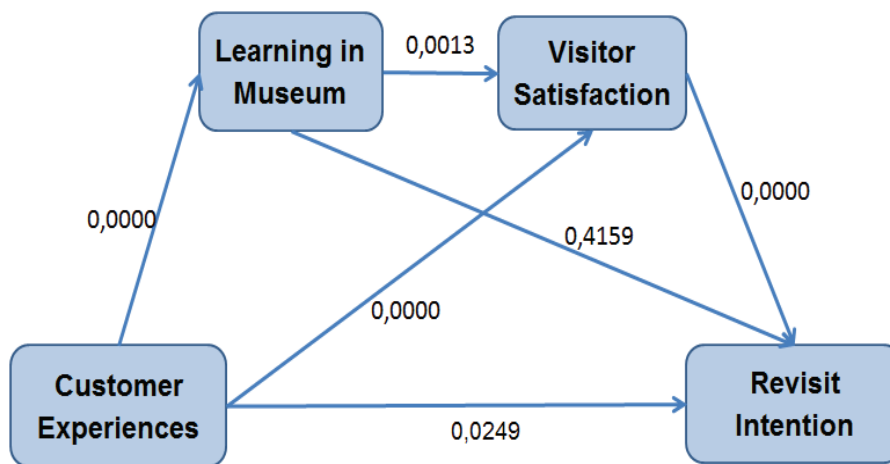 Learning in
Museum
0,0013
Visitor
Satisfaction
0,0000
0,0000
0,4159
0,0000
Customer
Experiences
0,0249
Revisit
Intention